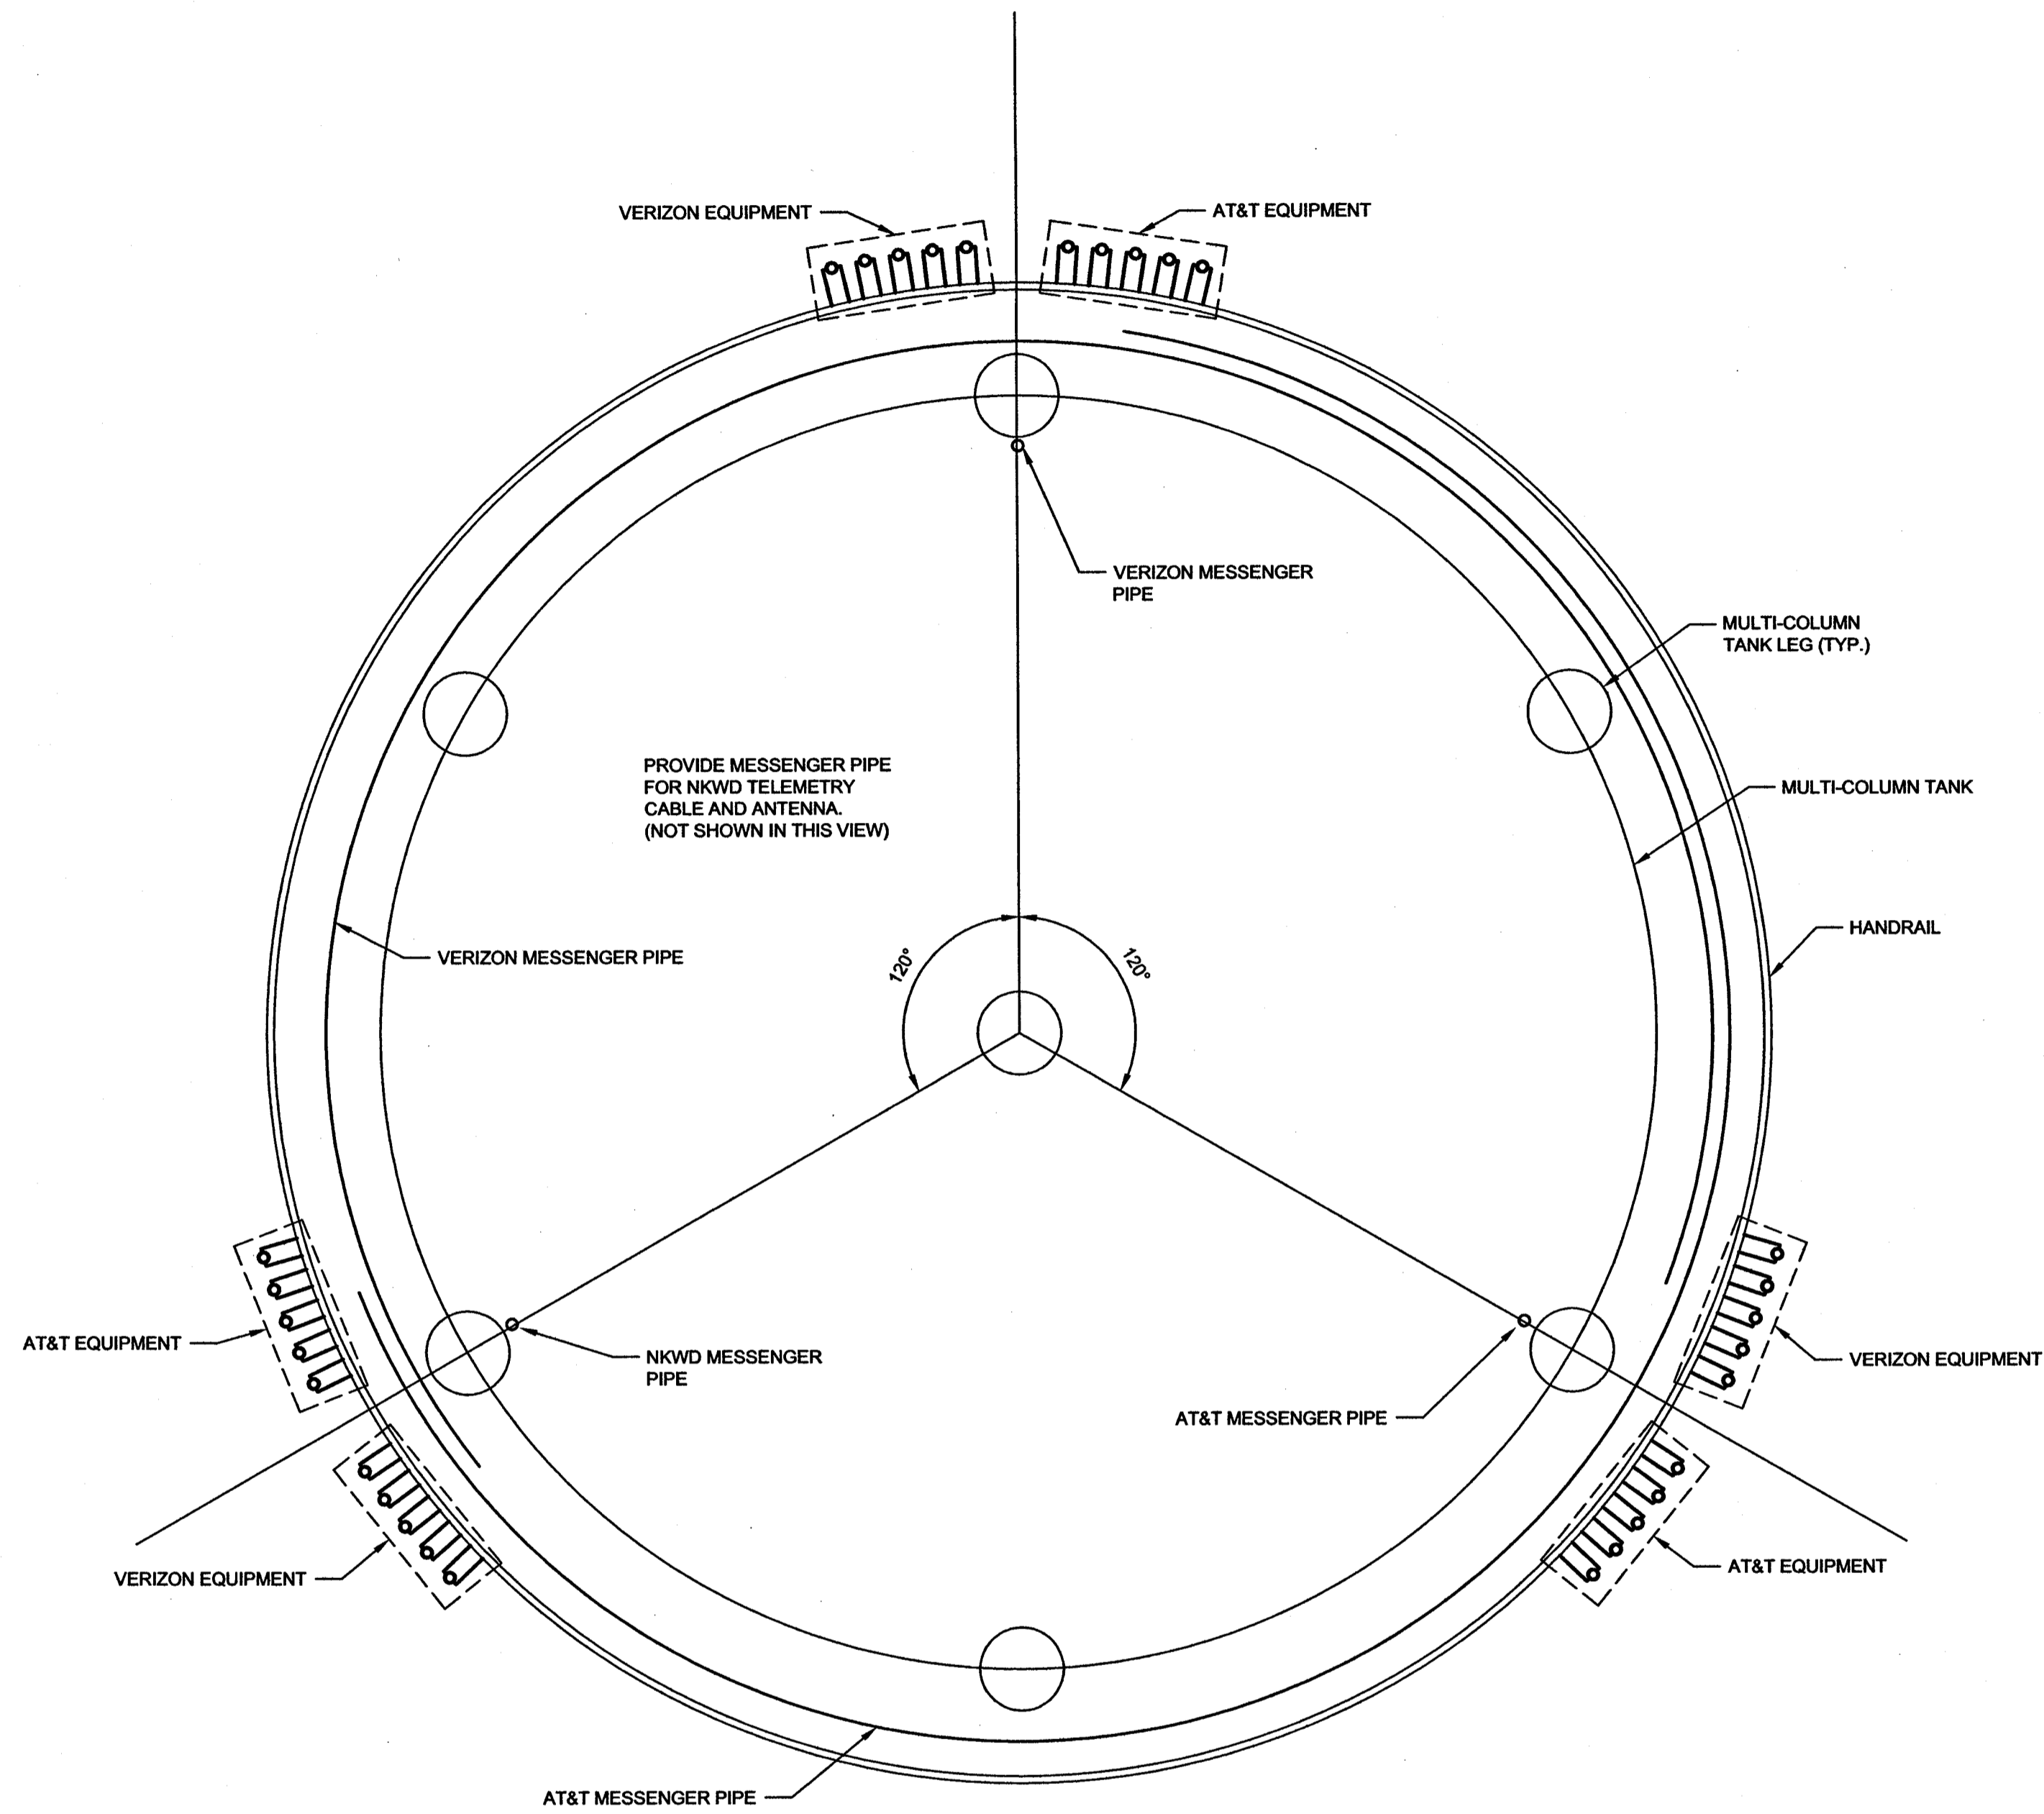 VERIZON EQUIPMENT
AT&T EQUIPMENT
VERIZON MESSENGER
PIPE
MULTI-COLUMN
TANK LEG (TYP.)
PROVIDE MESSENGER PIPE
FOR NKWD TELEMETRY
CABLE AND ANTENNA.
(NOT SHOWN IN THIS VIEW)
MULTI-COLUMN TANK
HANDRAIL
VERIZON MESSENGER PIPE
120°
120°
AT&T EQUIPMENT
NKWD MESSENGER
PIPE
VERIZON EQUIPMENT
AT&T MESSENGER PIPE
VERIZON EQUIPMENT
AT&T EQUIPMENT
AT&T MESSENGER PIPE